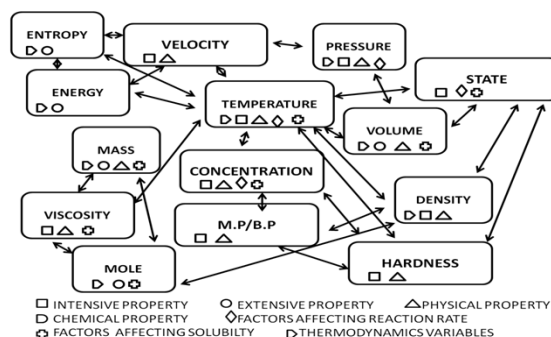 ENTROPY
VELOCITY
PRESSURE
STATE
ENERGY
TEMPERATURE
VOLUME
MASS
CONCENTRATION
DENSITY
VISCOSITY
M.P/B.P
HARDNESS
MOLE
INTENSIVE PROPERTY EXTENSIVE PROPERTY PHYSICAL PROPERTY
CHEMICAL PROPERTY FACTORS AFFECTING REACTION RATE
FACTORS AFFECTING SOLUBILTY THERMODYNAMICS VARIABLES